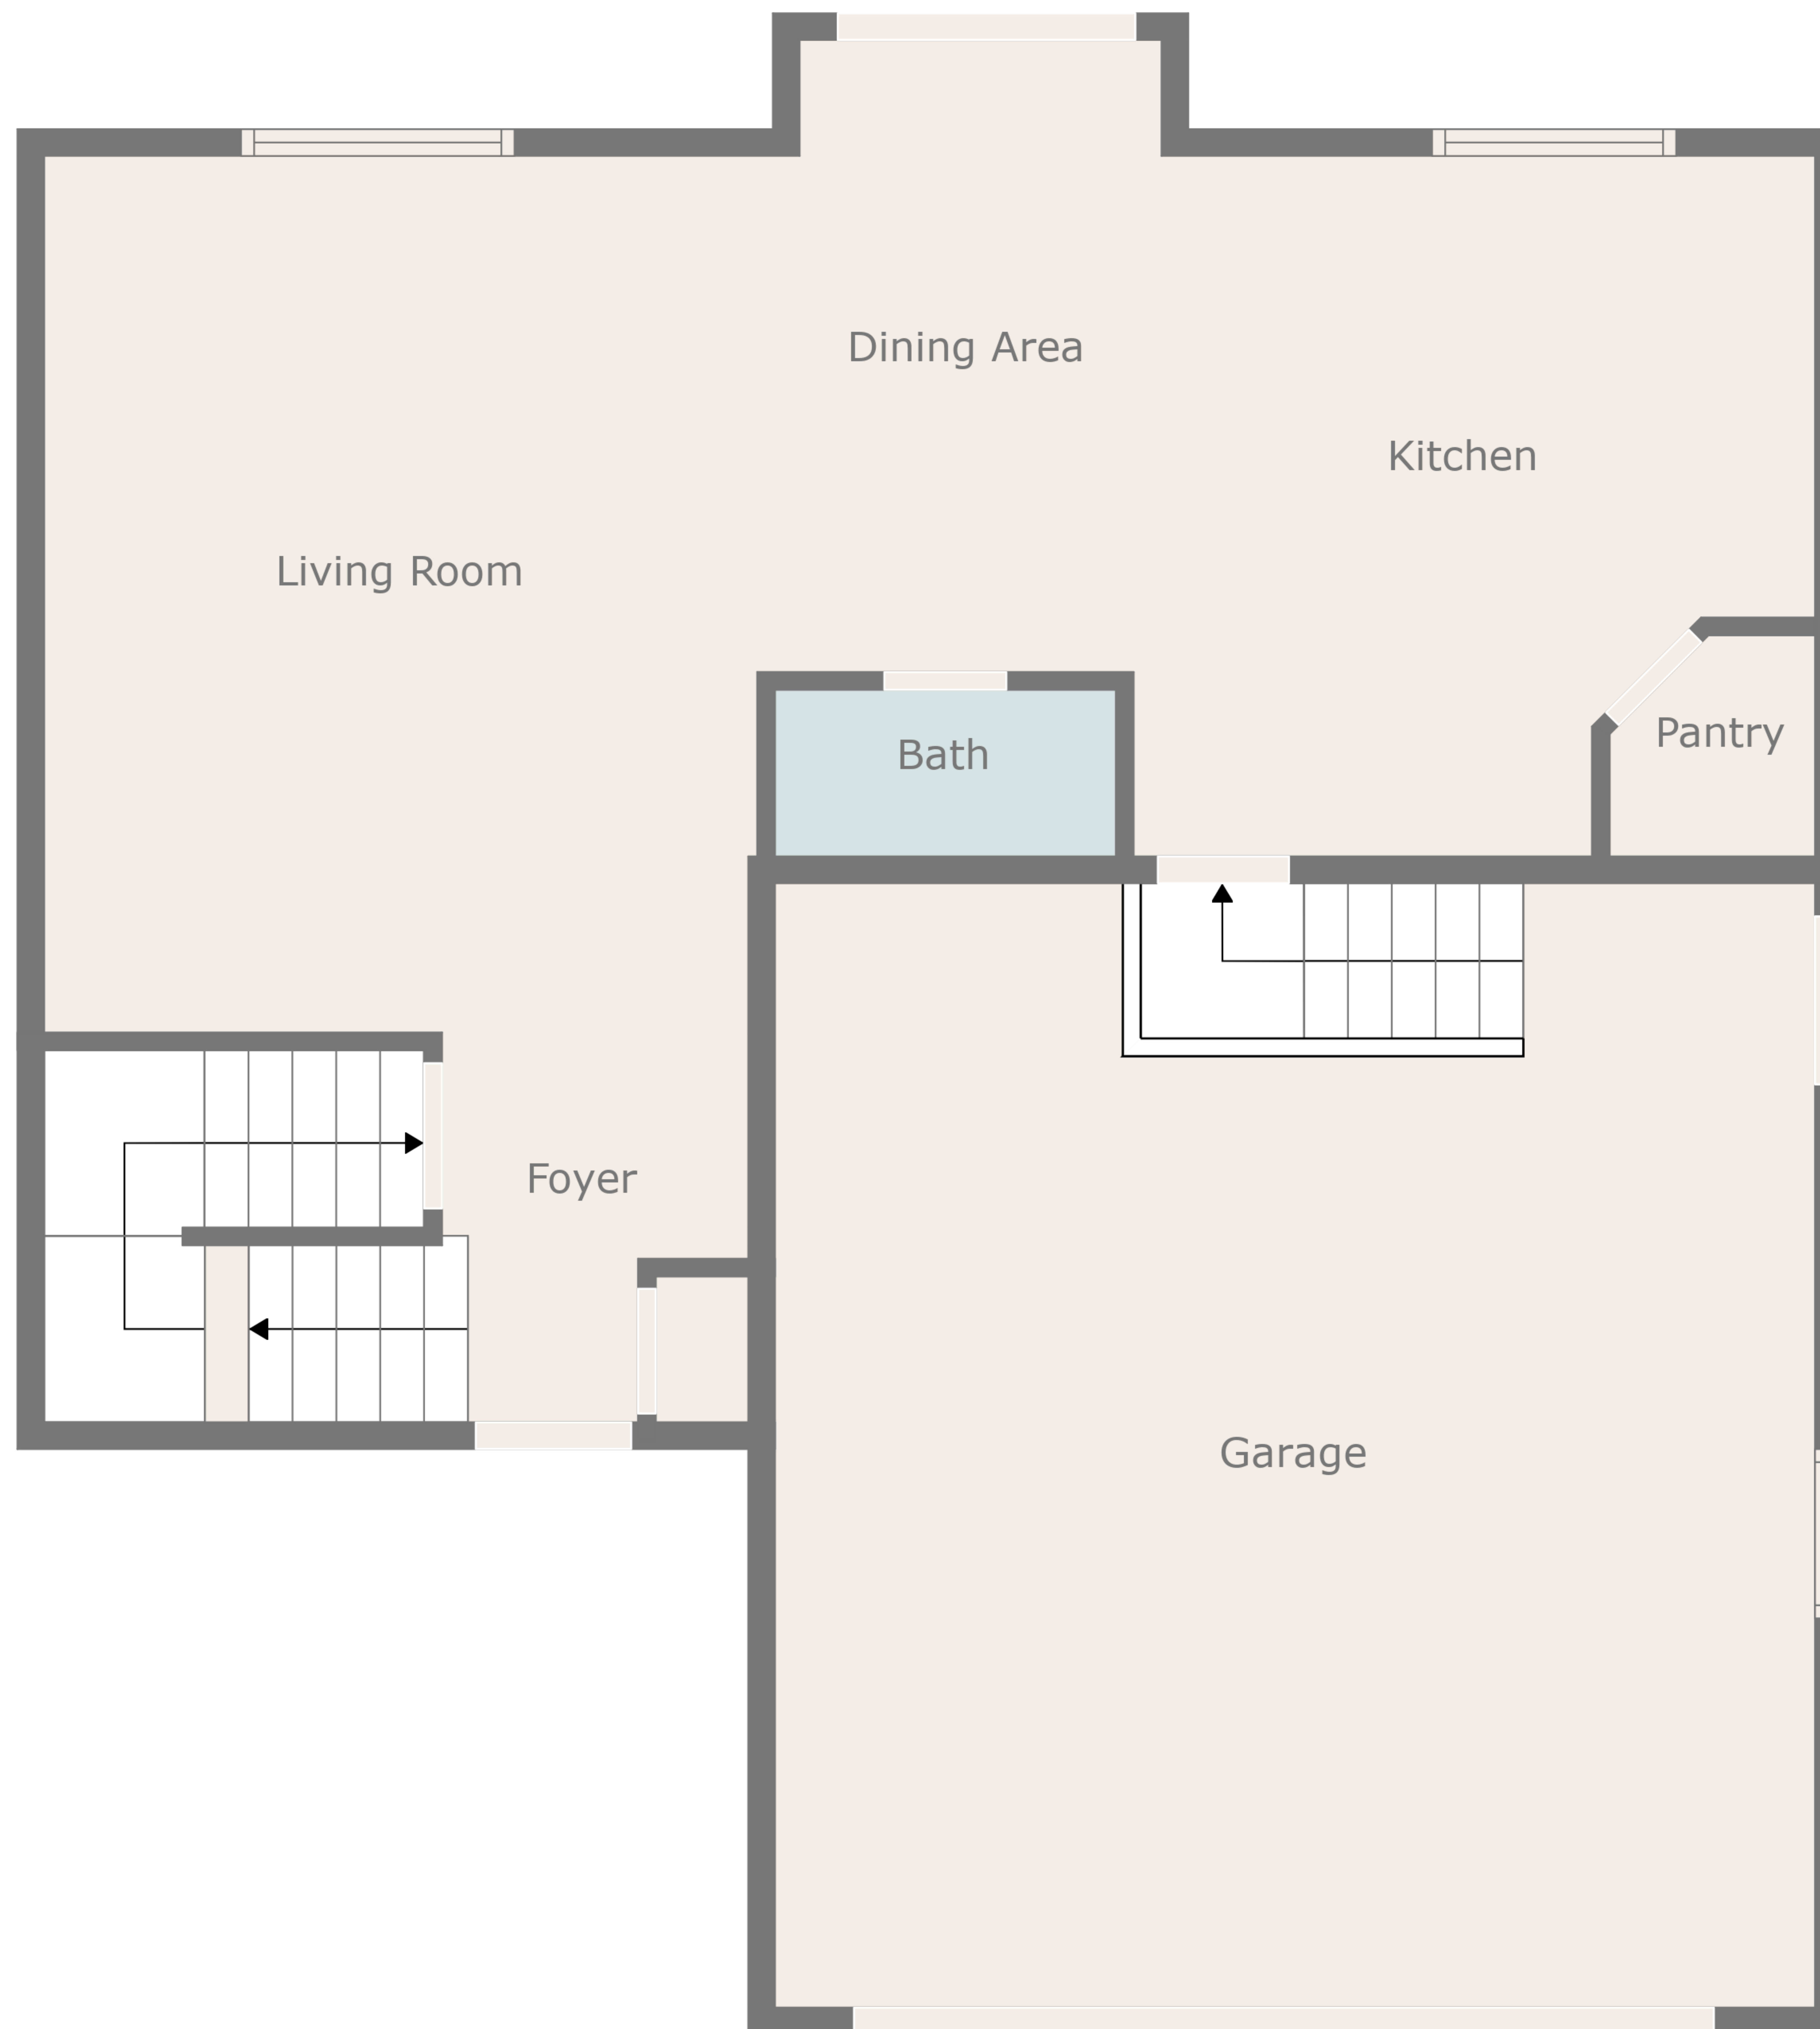 Dining Area
Kitchen
Living Room
Pantry
Bath
Foyer
Garage